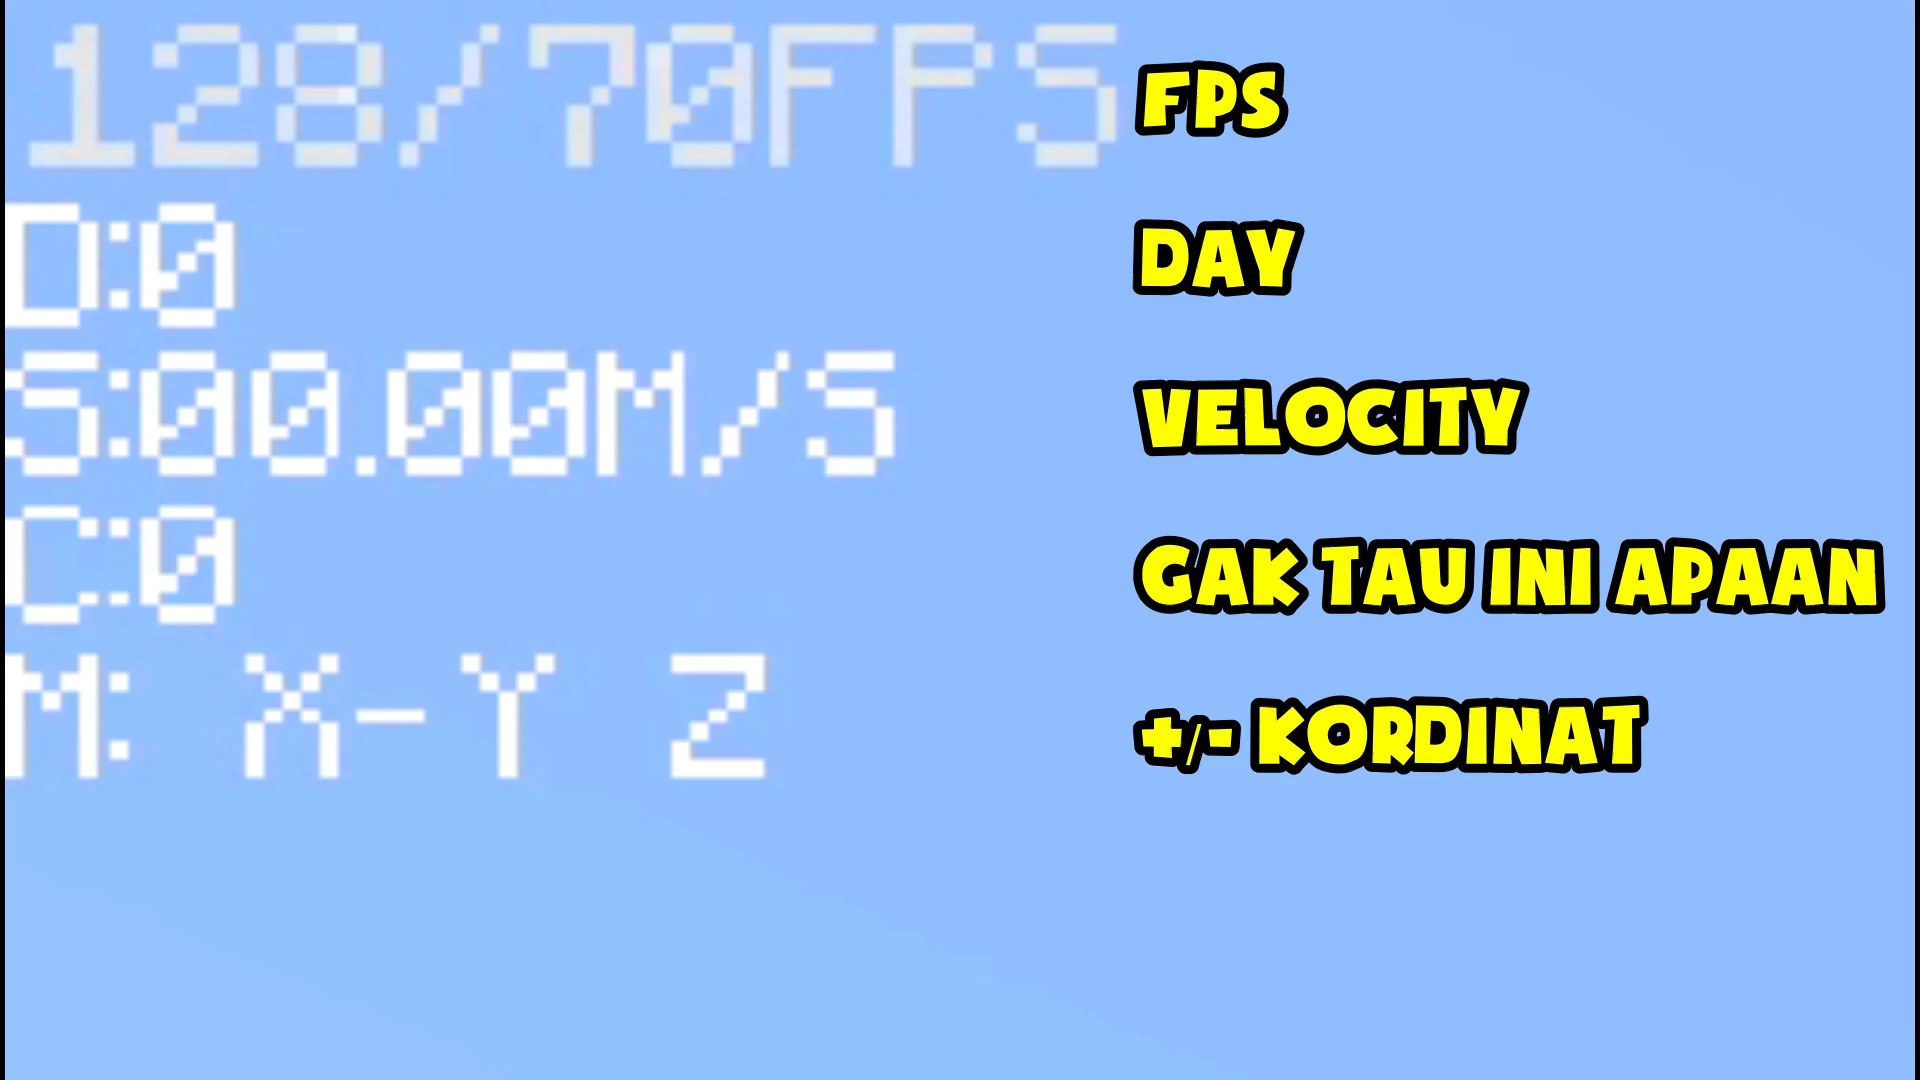 128/70FPS FPS
D:0 DAY
S:00.00M/S VELOCITY
C:0 GAK TAU INI APAAN
M: X-Y Z +/- KORDINAT